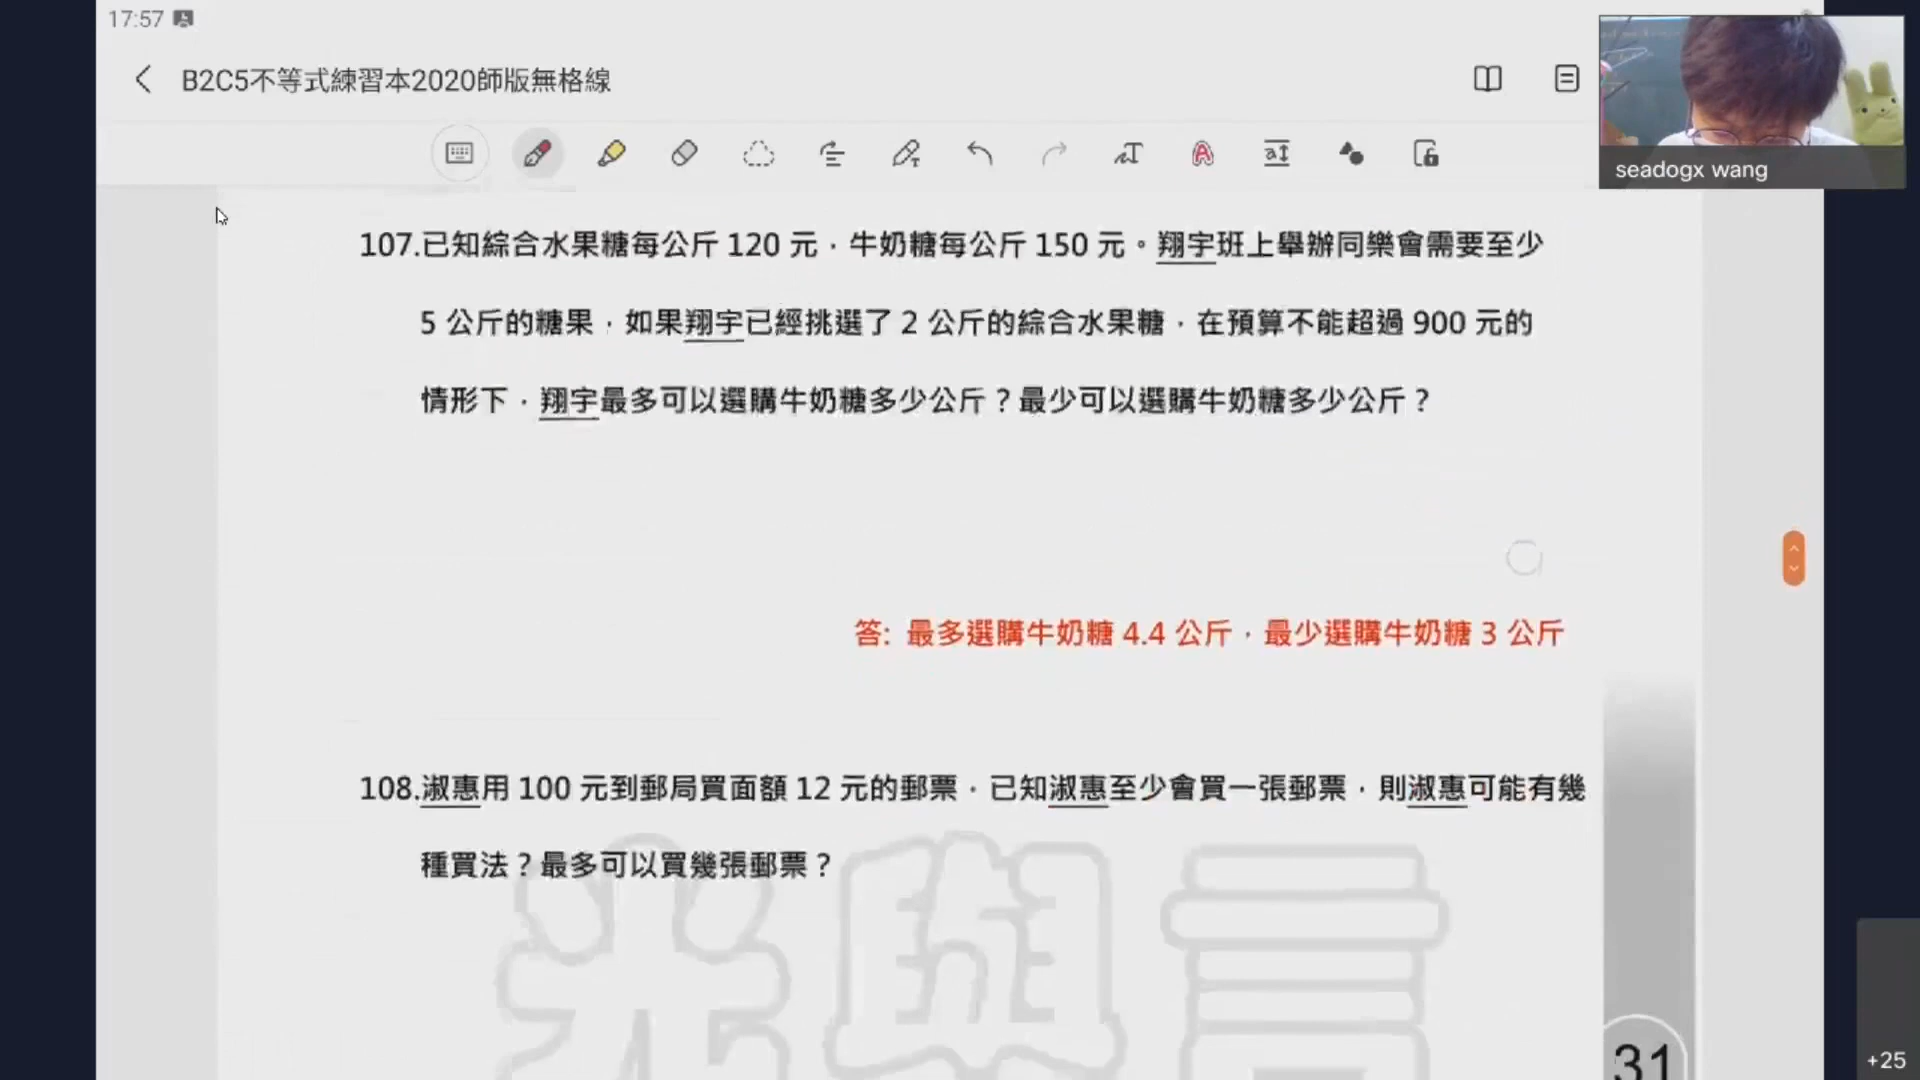 17:57
B2C5不等式練習本2020師版無格線
seadogx wang
107.已知綜合水果糖每公斤 120 元，牛奶糖每公斤 150 元。翔宇班上舉辦同樂會需要至少
5 公斤的糖果，如果翔宇已經挑選了 2 公斤的綜合水果糖，在預算不能超過 900 元的
情形下，翔宇最多可以選購牛奶糖多少公斤？最少可以選購牛奶糖多少公斤？
答: 最多選購牛奶糖 4.4 公斤，最少選購牛奶糖 3 公斤
108.淑惠用 100 元到郵局買面額 12 元的郵票，已知淑惠至少會買一張郵票，則淑惠可能有幾
種買法？最多可以買幾張郵票？
31
+25